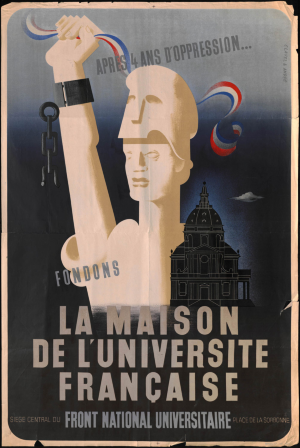 APRÈS 4 ANS D'OPPRESSION...
FONDONS
LA MAISON
DE L'UNIVERSITE
FRANÇAISE
SIEGE CENTRAL DU FRONT NATIONAL UNIVERSITAIRE PLACE DE LA SORBONNE